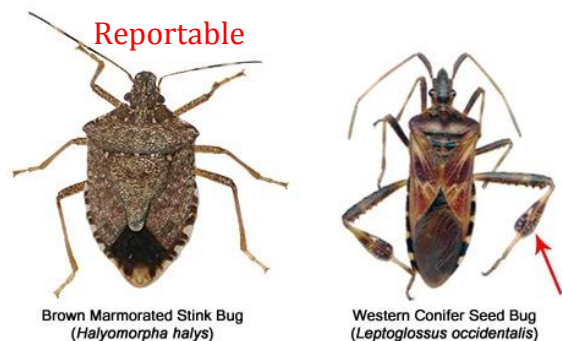 Reportable
Brown Marmorated Stink Bug
(Halyomorpha halys)
Western Conifer Seed Bug
(Leptoglossus occidentalis)